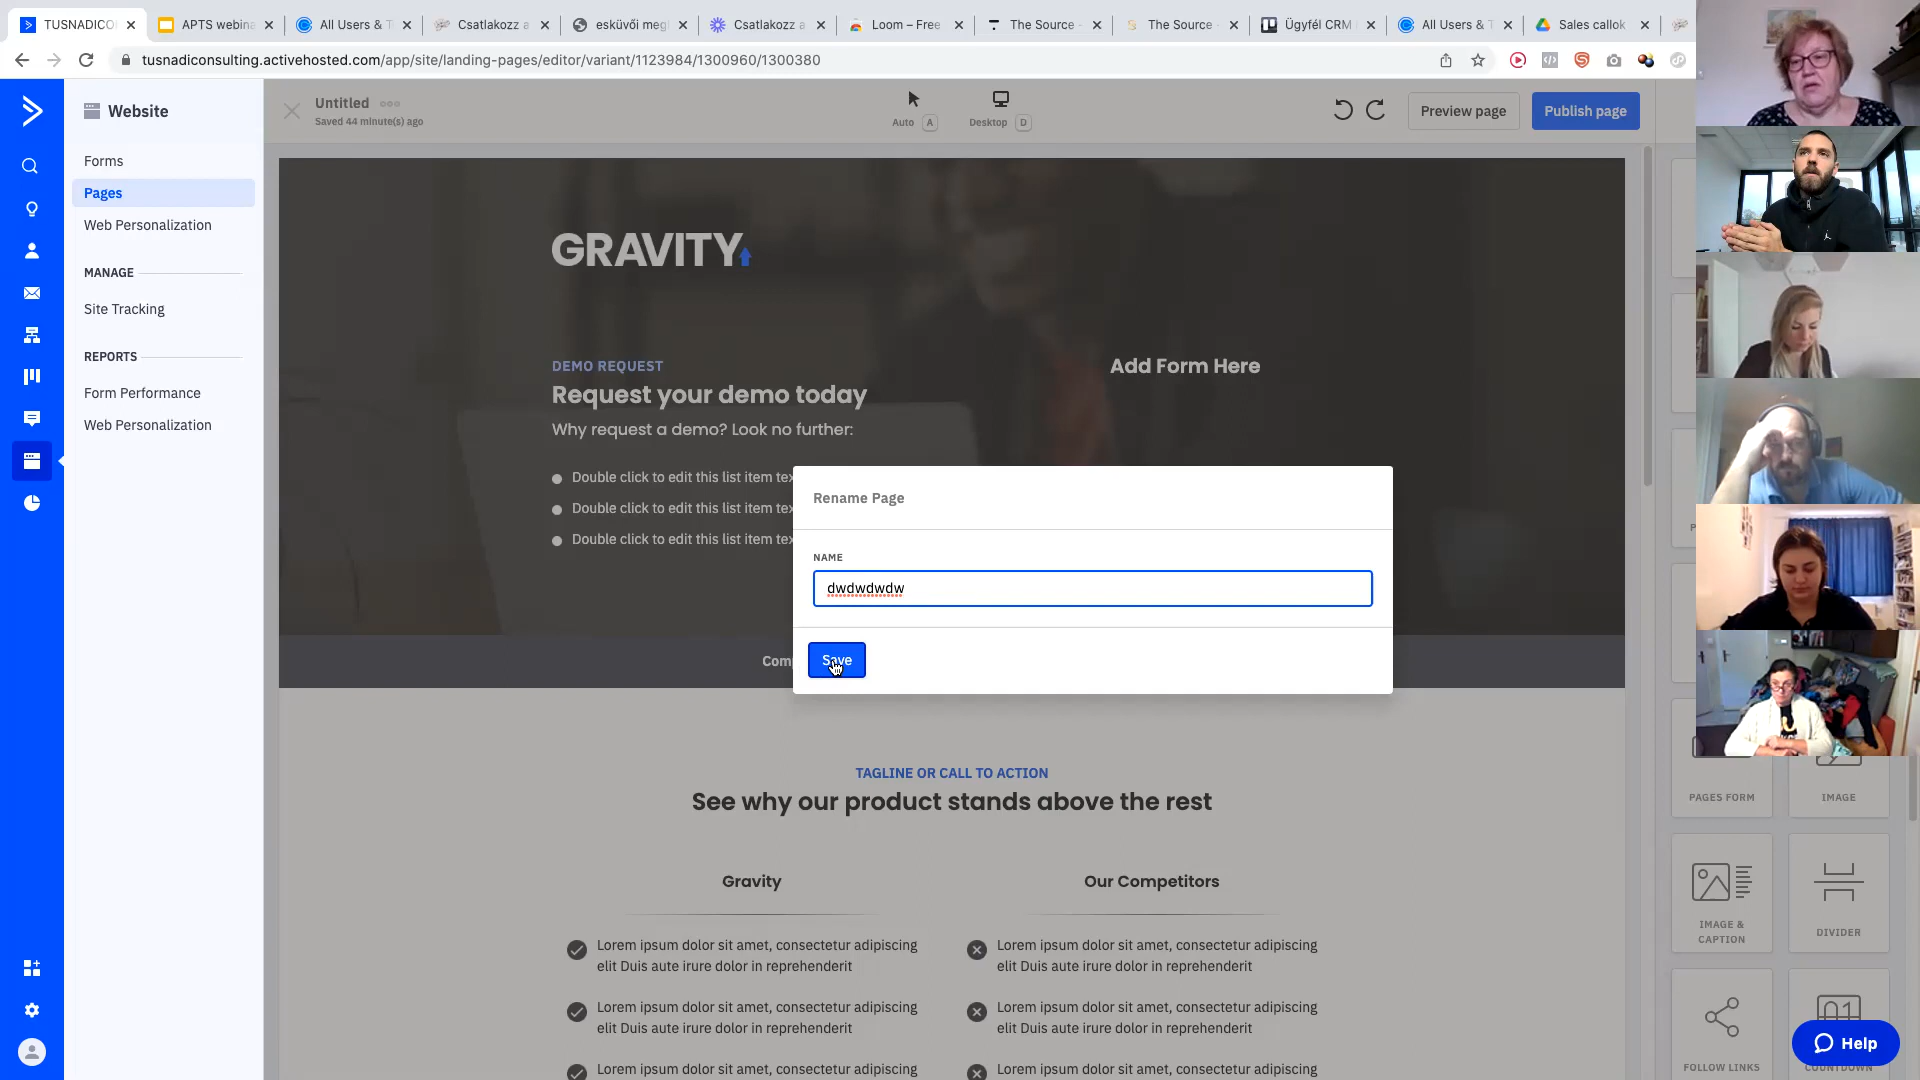 TUSNADICO
APTS webina
All Users & T
Csatlakozz a
esküvői meg
Csatlakozz a
Loom – Free
The Source -
The Source -
Ügyfél CRM
All Users & T
Sales callok
tusnadiconsulting.activehosted.com/app/site/landing-pages/editor/variant/1123984/1300960/1300380
Website
Forms
Pages
Web Personalization
MANAGE
Site Tracking
REPORTS
Form Performance
Web Personalization
Untitled
Saved 44 minute(s) ago
Auto A
Desktop D
Preview page
Publish page
GRAVITY
DEMO REQUEST
Request your demo today
Why request a demo? Look no further:
Double click to edit this list item tex
Double click to edit this list item tex
Double click to edit this list item tex
Add Form Here
Comp
Rename Page
NAME
dwdwdwdw
Save
TAGLINE OR CALL TO ACTION
See why our product stands above the rest
Gravity
Our Competitors
Lorem ipsum dolor sit amet, consectetur adipiscing
elit Duis aute irure dolor in reprehenderit
Lorem ipsum dolor sit amet, consectetur adipiscing
elit Duis aute irure dolor in reprehenderit
Lorem ipsum dolor sit amet, consectetur adipiscing
elit Duis aute irure dolor in reprehenderit
Lorem ipsum dolor sit amet, consectetur adipiscing
elit Duis aute irure dolor in reprehenderit
Lorem ipsum dolor sit amet, consectetur adipiscing
Lorem ipsum dolor sit amet, consectetur adipiscing
PAGES FORM
IMAGE
IMAGE &
CAPTION
DIVIDER
FOLLOW LINKS
01
COUNTDOWN
Help